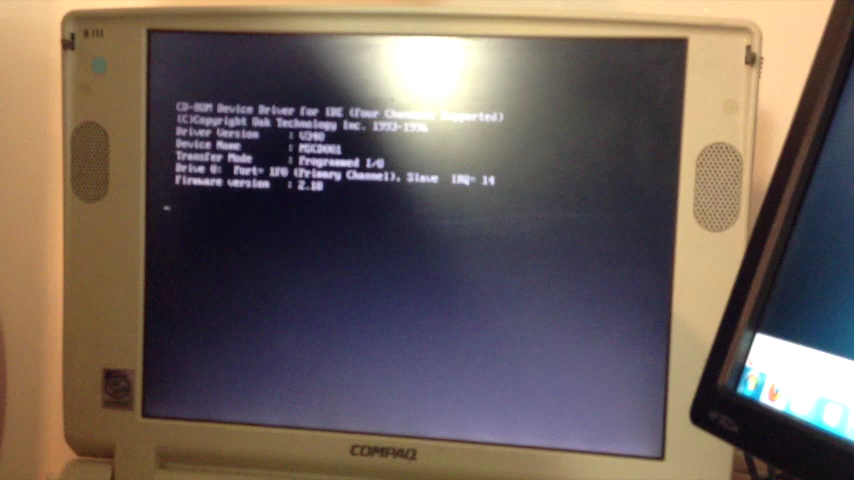 CD-ROM Device Driver for IDE (Four Channels Supported)
(C)Copyright Oak Technology Inc. 1993-1996
Driver Version : V340
Device Name : MSCD001
Transfer Mode : Programmed I/O
Drive 0: Port= 1F0 (Primary Channel), Slave IRQ= 14
Firmware version : 2.10
COMPAQ